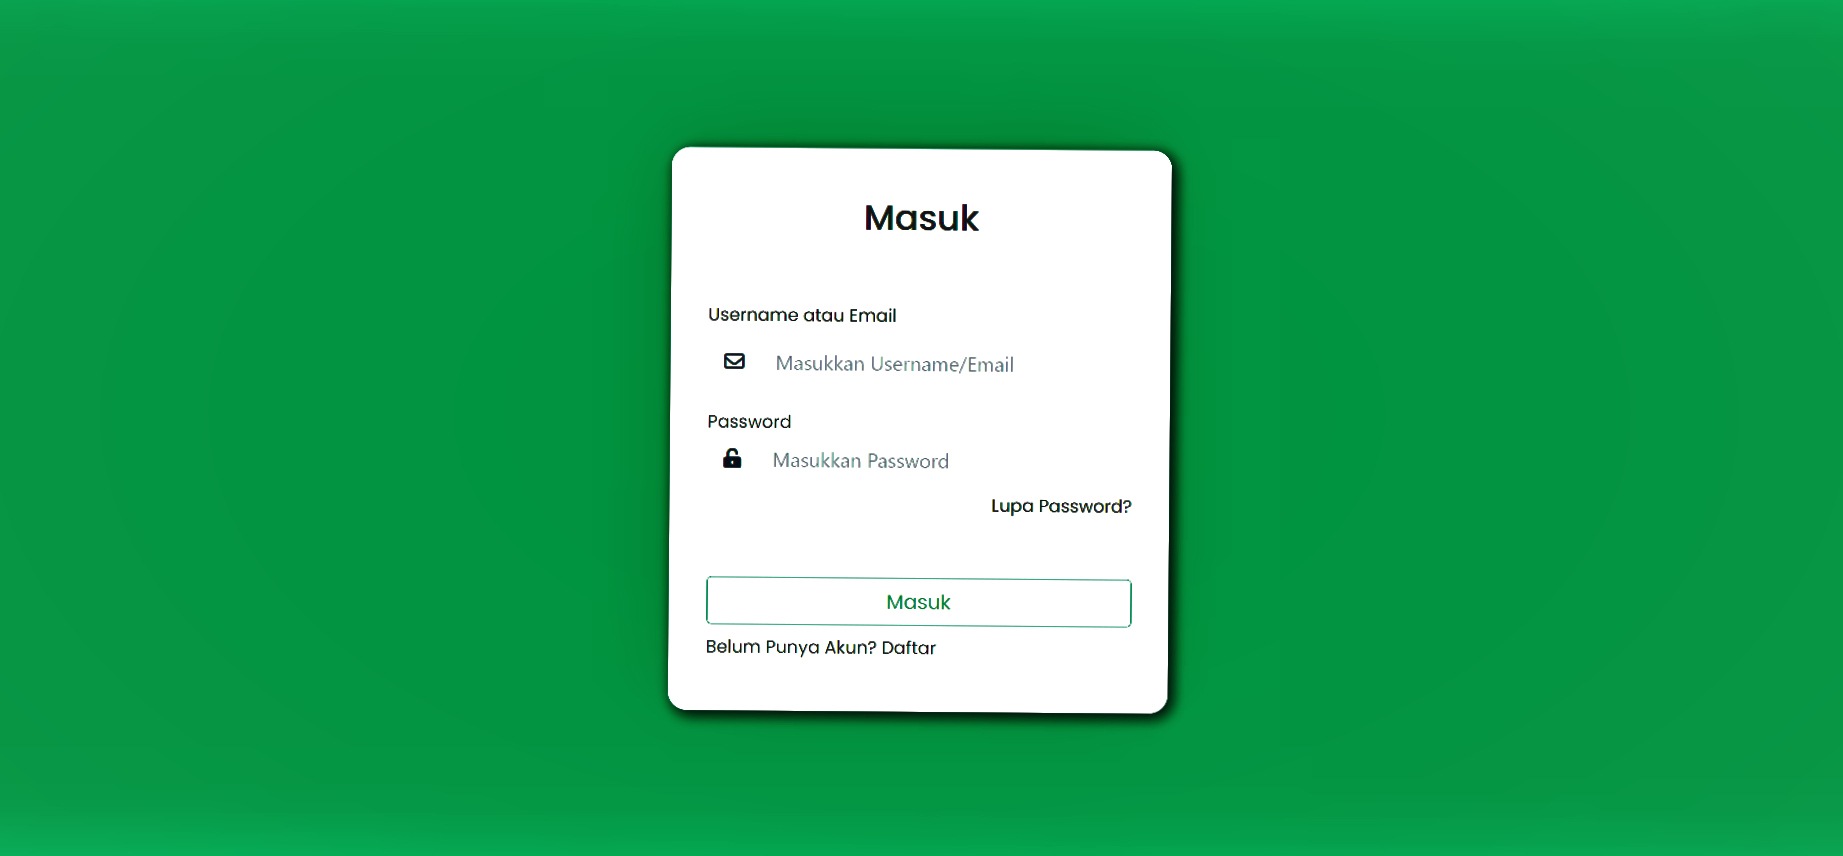 Masuk
Username atau Email
Masukkan Username/Email
Password
Masukkan Password
Lupa Password?
Masuk
Belum Punya Akun? Daftar